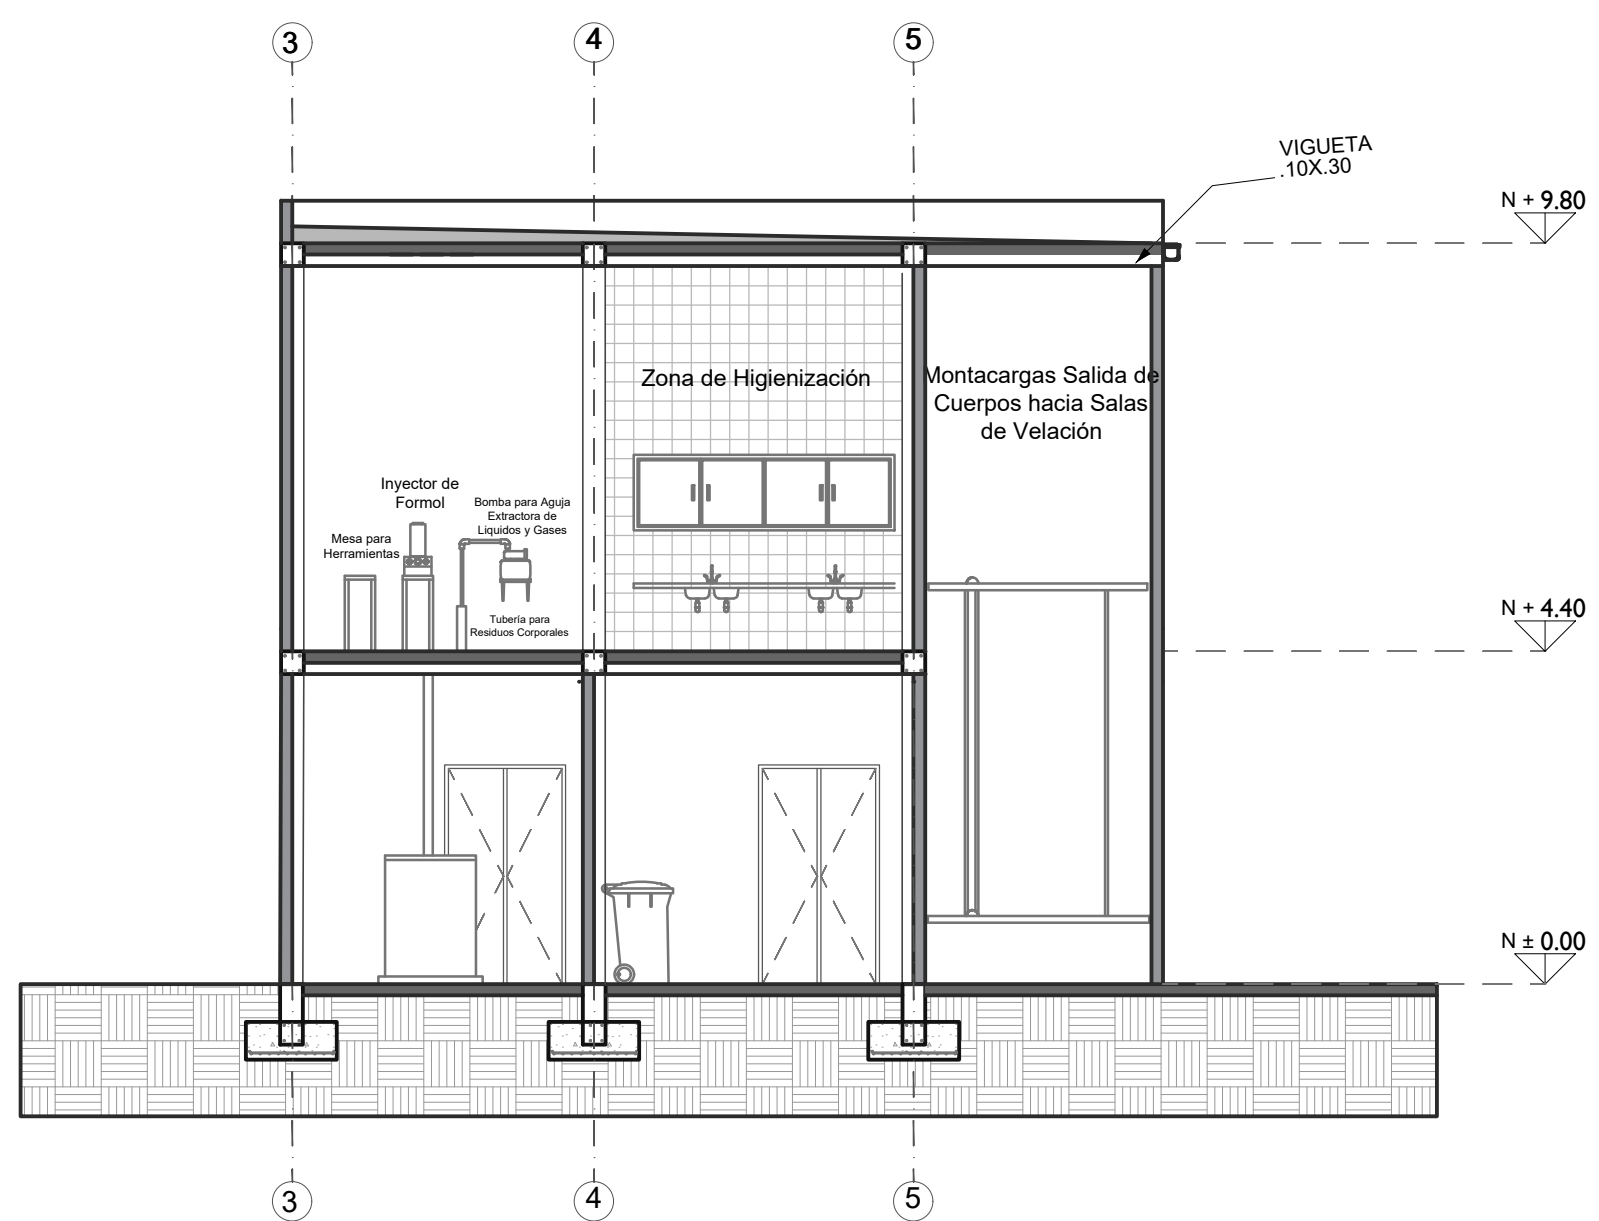 3
4
5
VIGUETA
.10X.30
N + 9.80
Zona de Higienización
Montacargas Salida de
Cuerpos hacia Salas
de Velación
Inyector de
Formol
Bomba para Aguja
Extractora de
Liquidos y Gases
Mesa para
Herramientas
Tubería para
Residuos Corporales
N + 4.40
N ± 0.00
3
4
5